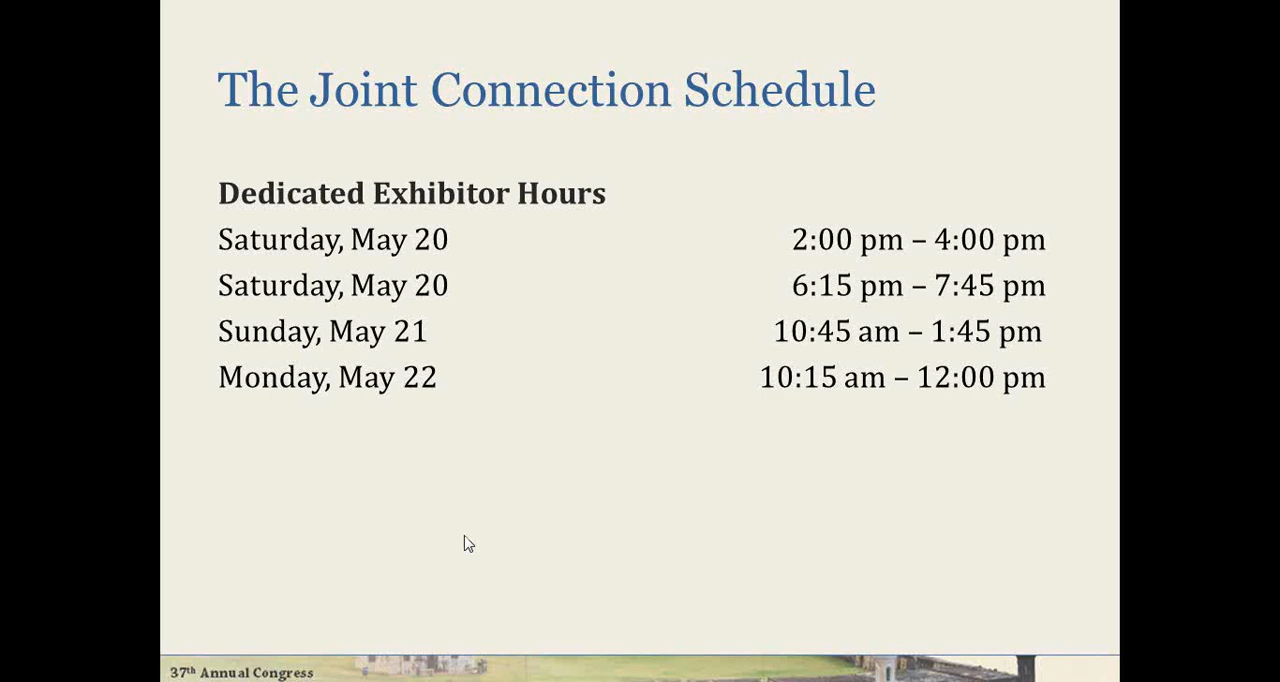 The Joint Connection Schedule
Dedicated Exhibitor Hours
Saturday, May 20 2:00 pm – 4:00 pm
Saturday, May 20 6:15 pm – 7:45 pm
Sunday, May 21 10:45 am – 1:45 pm
Monday, May 22 10:15 am – 12:00 pm
37th Annual Congress